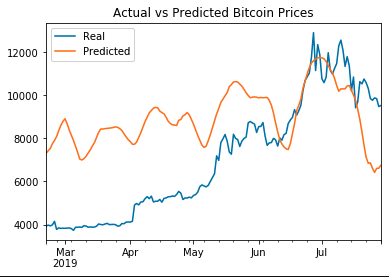 Actual vs Predicted Bitcoin Prices
Real
Predicted
12000
10000
8000
6000
4000
Mar
2019
Apr
May
Jun
Jul